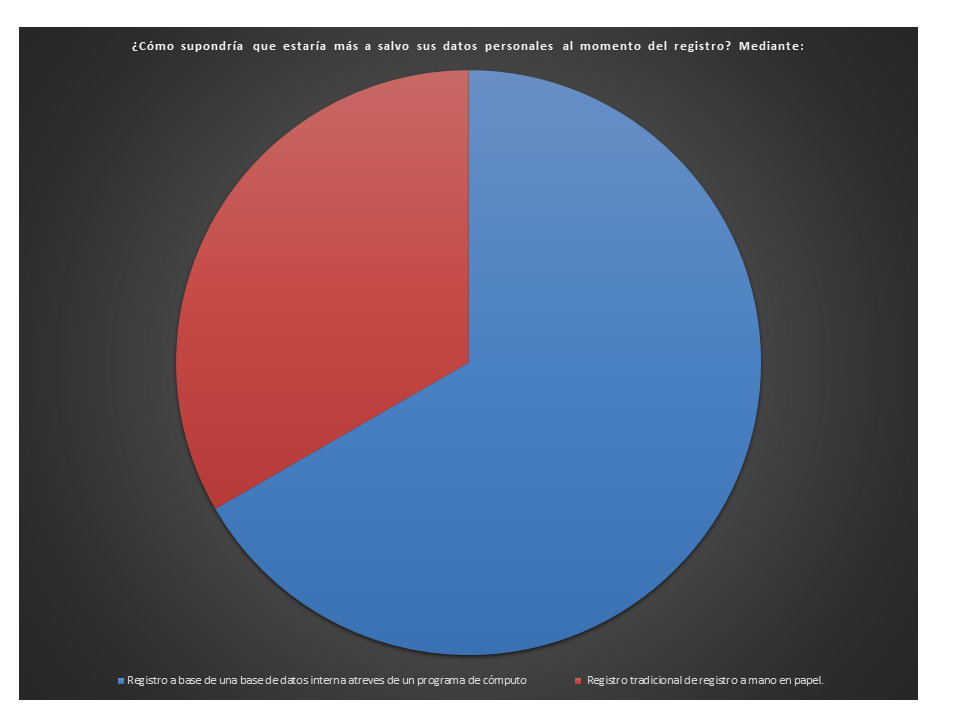 ¿Cómo supondría que estaría más a salvo sus datos personales al momento del registro? Mediante:
Registro a base de una base de datos interna atreves de un programa de cómputo
Registro tradicional de registro a mano en papel.